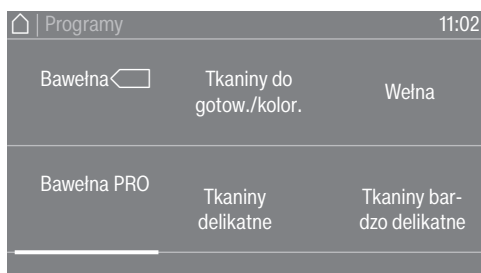 Programy 11:02
Bawełna
Tkaniny do
gotow./kolor.
Wełna
Bawełna PRO
Tkaniny
delikatne
Tkaniny bar-
dzo delikatne